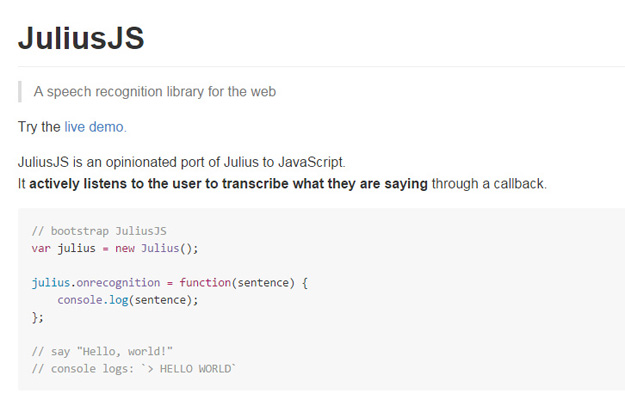 JuliusJS
A speech recognition library for the web
Try the live demo.
JuliusJS is an opinionated port of Julius to JavaScript.
It actively listens to the user to transcribe what they are saying through a callback.
// bootstrap JuliusJS
var julius = new Julius();
julius.onrecognition = function(sentence) {
    console.log(sentence);
};
// say "Hello, world!"
// console logs: `> HELLO WORLD`